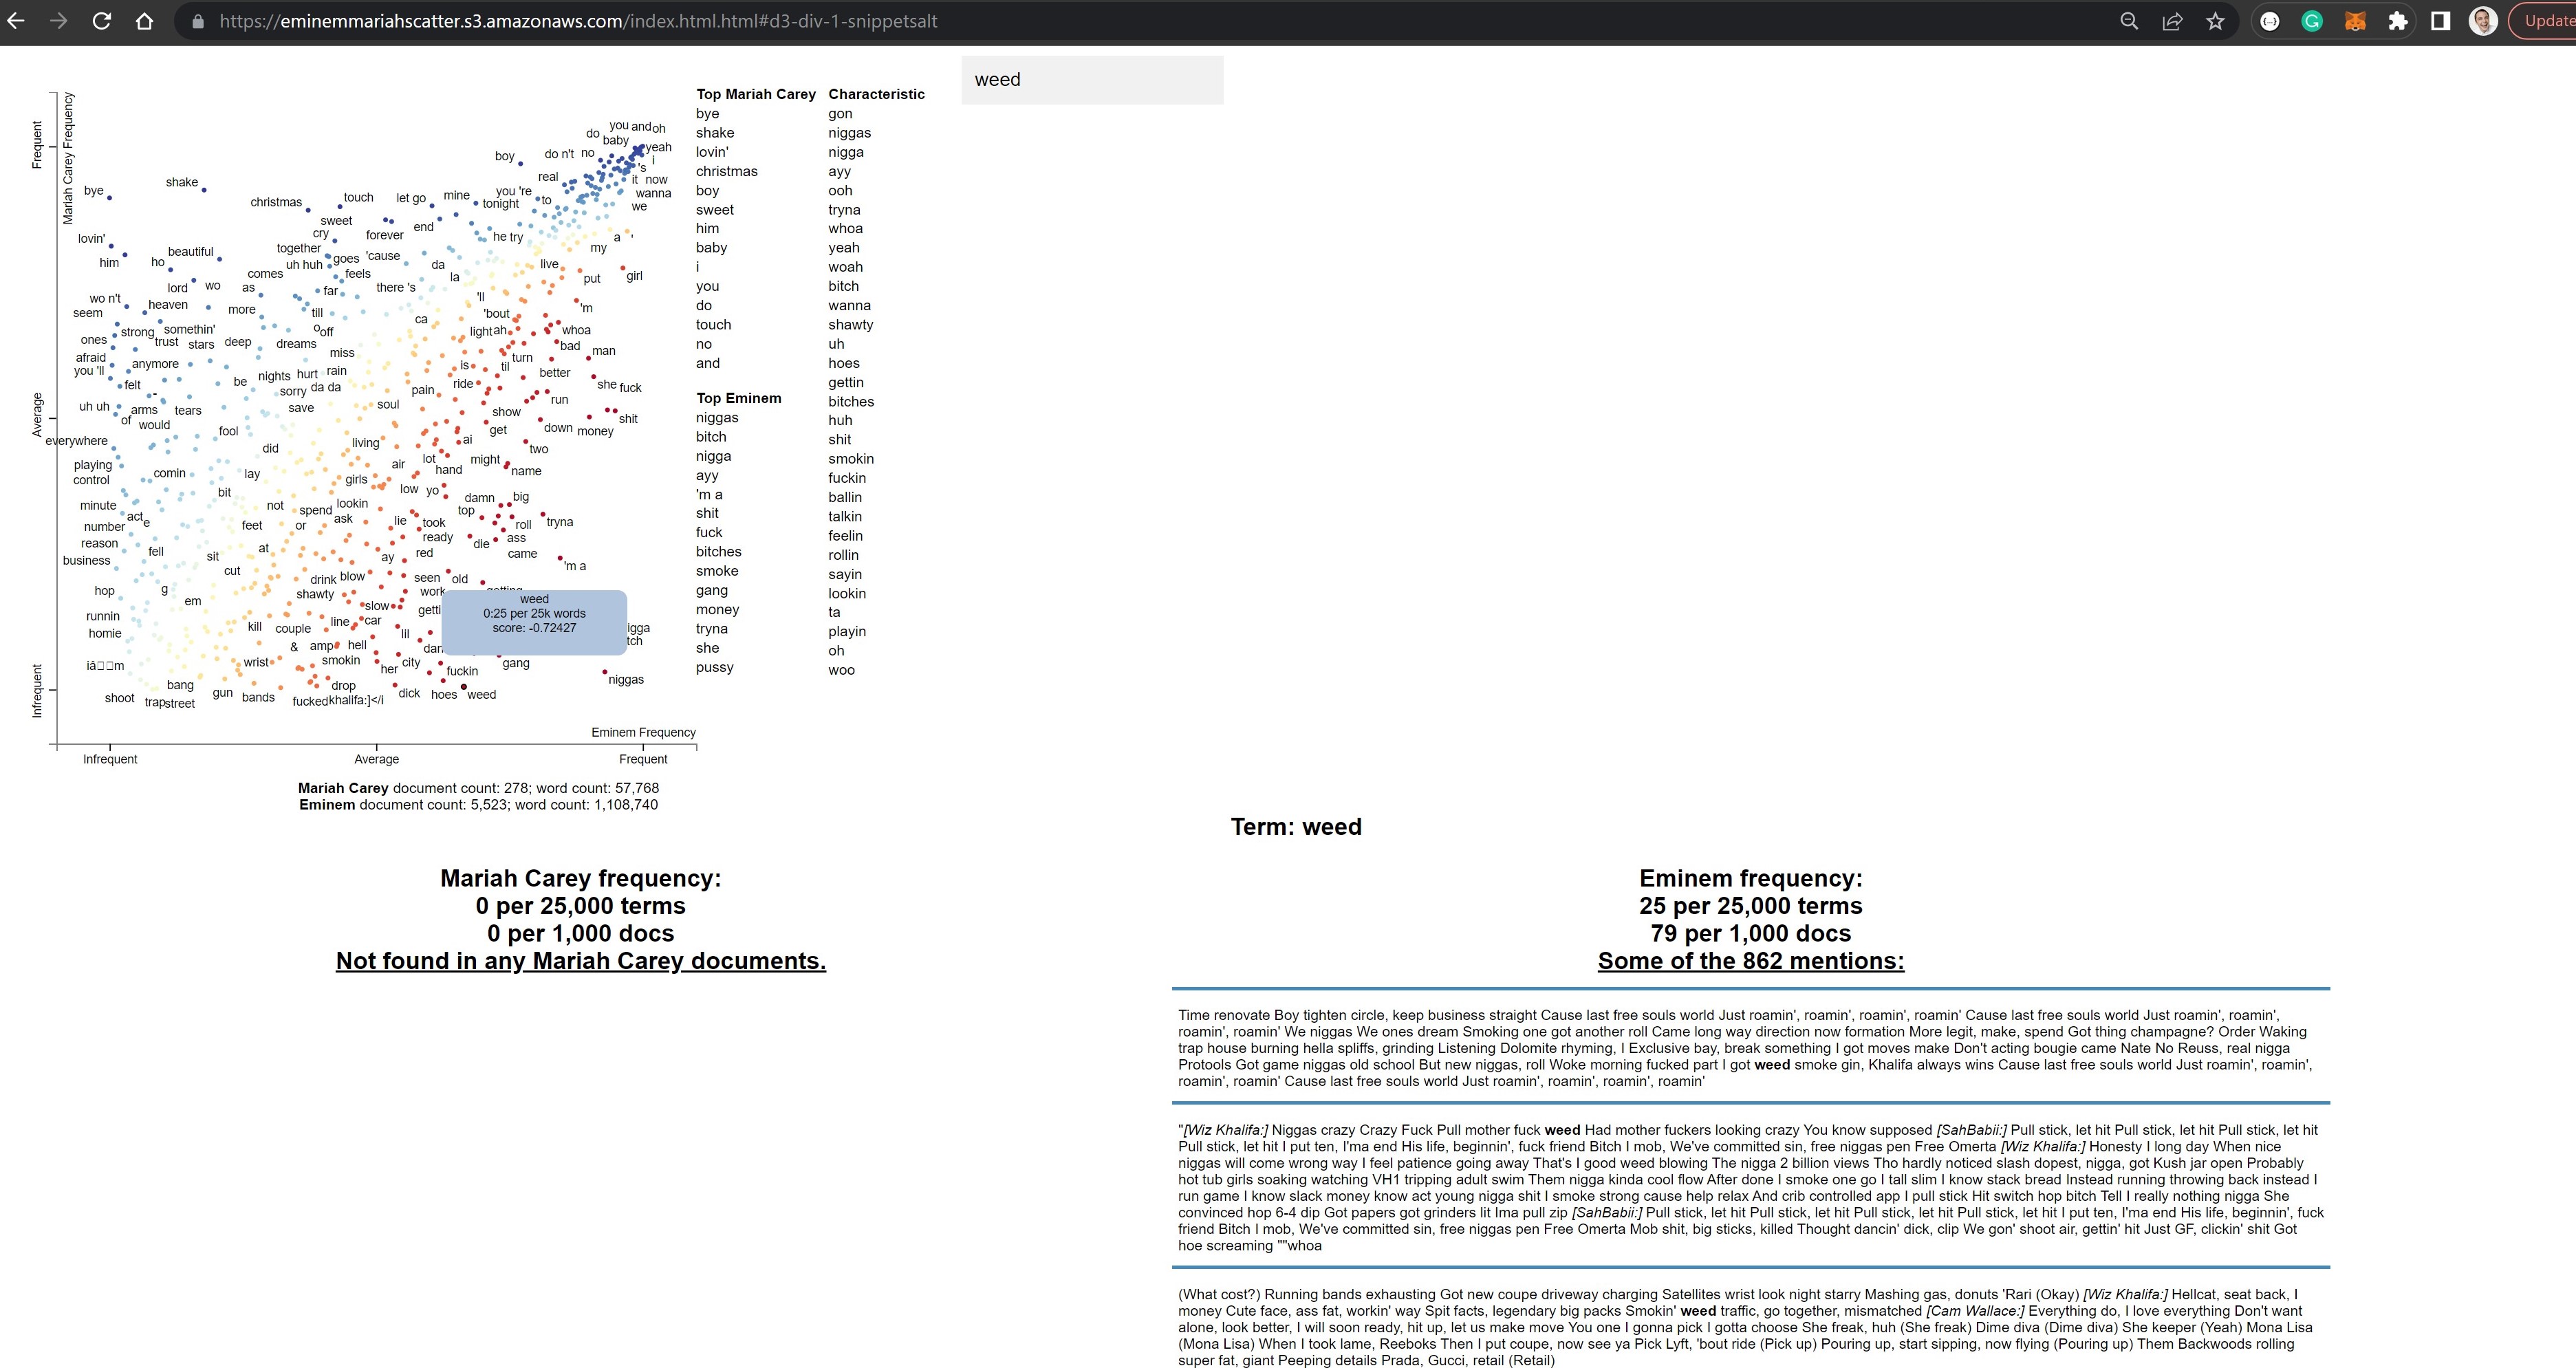 https://eminemmariahscatter.s3.amazonaws.com/index.html.html#d3-div-1-snippetsalt
Update
weed
Frequent
Average
Infrequent
Mariah Carey Frequency
you and oh
do baby
yeah
boy do n't no i
's
real it now
bye shake you 're wanna
christmas touch let go mine tonight to we
sweet
lovin' cry forever end he try a '
beautiful together my
him ho uh huh goes 'cause da live
comes feels la put girl
lord wo as far there 's
wo n't heaven 'll 'm
seem more till 'bout
ca
strong somethin' o off light ah whoa
ones trust stars deep dreams bad man
afraid miss turn
you 'll anymore rain is til better
felt be nights hurt ride she fuck
- sorry da da pain run
uh uh arms tears save soul show shit
of would get down money
everywhere fool living ai
did two
playing air lot might
control comin lay girls hand name
bit low yo
minute not lookin damn big
act e spend top
number feet or ask lie took roll tryna
reason ready ass
fell at red die came
business sit ay 'm a
cut drink blow seen old
hop g shawty work getting
em slow getti
runnin kill couple line car igga
homie lil tch
& amp hell dan
iâm wrist smokin her city fuckin gang
bang drop niggas
shoot trap street gun bands fucked khalifa:]</i dick hoes weed
weed
0:25 per 25k words
score: -0.72427
Eminem Frequency
Infrequent Average Frequent
Top Mariah Carey
bye
shake
lovin'
christmas
boy
sweet
him
baby
i
you
do
touch
no
and
Top Eminem
niggas
bitch
nigga
ayy
'm a
shit
fuck
bitches
smoke
gang
money
tryna
she
pussy
Characteristic
gon
niggas
nigga
ayy
ooh
tryna
whoa
yeah
woah
bitch
wanna
shawty
uh
hoes
gettin
bitches
huh
shit
smokin
fuckin
ballin
talkin
feelin
rollin
sayin
lookin
ta
playin
oh
woo
Mariah Carey document count: 278; word count: 57,768
Eminem document count: 5,523; word count: 1,108,740
Term: weed
Mariah Carey frequency:
0 per 25,000 terms
0 per 1,000 docs
Not found in any Mariah Carey documents.
Eminem frequency:
25 per 25,000 terms
79 per 1,000 docs
Some of the 862 mentions:
Time renovate Boy tighten circle, keep business straight Cause last free souls world Just roamin', roamin', roamin', roamin' Cause last free souls world Just roamin', roamin',
roamin', roamin' We niggas We ones dream Smoking one got another roll Came long way direction now formation More legit, make, spend Got thing champagne? Order Waking
trap house burning hella spliffs, grinding Listening Dolomite rhyming, I Exclusive bay, break something I got moves make Don't acting bougie came Nate No Reuss, real nigga
Protools Got game niggas old school But new niggas, roll Woke morning fucked part I got weed smoke gin, Khalifa always wins Cause last free souls world Just roamin', roamin',
roamin', roamin' Cause last free souls world Just roamin', roamin', roamin', roamin'
"[Wiz Khalifa:] Niggas crazy Crazy Fuck Pull mother fuck weed Had mother fuckers looking crazy You know supposed [SahBabii:] Pull stick, let hit Pull stick, let hit Pull stick, let hit
Pull stick, let hit I put ten, I'ma end His life, beginnin', fuck friend Bitch I mob, We've committed sin, free niggas pen Free Omerta [Wiz Khalifa:] Honesty I long day When nice
niggas will come wrong way I feel patience going away That's I good weed blowing The nigga 2 billion views Tho hardly noticed slash dopest, nigga, got Kush jar open Probably
hot tub girls soaking watching VH1 tripping adult swim Them nigga kinda cool flow After done I smoke one go I tall slim I know stack bread Instead running throwing back instead I
run game I know slack money know act young nigga shit I smoke strong cause help relax And crib controlled app I pull stick Hit switch hop bitch Tell I really nothing nigga She
convinced hop 6-4 dip Got papers got grinders lit Ima pull zip [SahBabii:] Pull stick, let hit Pull stick, let hit Pull stick, let hit Pull stick, let hit I put ten, I'ma end His life, beginnin', fuck
friend Bitch I mob, We've committed sin, free niggas pen Free Omerta Mob shit, big sticks, killed Thought dancin' dick, clip We gon' shoot air, gettin' hit Just GF, clickin' shit Got
hoe screaming ""whoa
(What cost?) Running bands exhausting Got new coupe driveway charging Satellites wrist look night starry Mashing gas, donuts 'Rari (Okay) [Wiz Khalifa:] Hellcat, seat back, I
money Cute face, ass fat, workin' way Spit facts, legendary big packs Smokin' weed traffic, go together, mismatched [Cam Wallace:] Everything do, I love everything Don't want
alone, look better, I will soon ready, hit up, let us make move You one I gonna pick I gotta choose She freak, huh (She freak) Dime diva (Dime diva) She keeper (Yeah) Mona Lisa
(Mona Lisa) When I took lame, Reeboks Then I put coupe, now see ya Pick Lyft, 'bout ride (Pick up) Pouring up, start sipping, now flying (Pouring up) Them Backwoods rolling
super fat, giant Peeping details Prada, Gucci, retail (Retail)